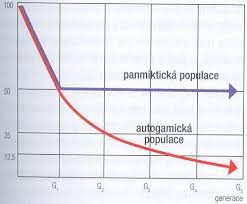 100
panmiktická populace
50
autogamická
populace
25
12.5
G₁ G₂ G₃ G₄ G₅
generace